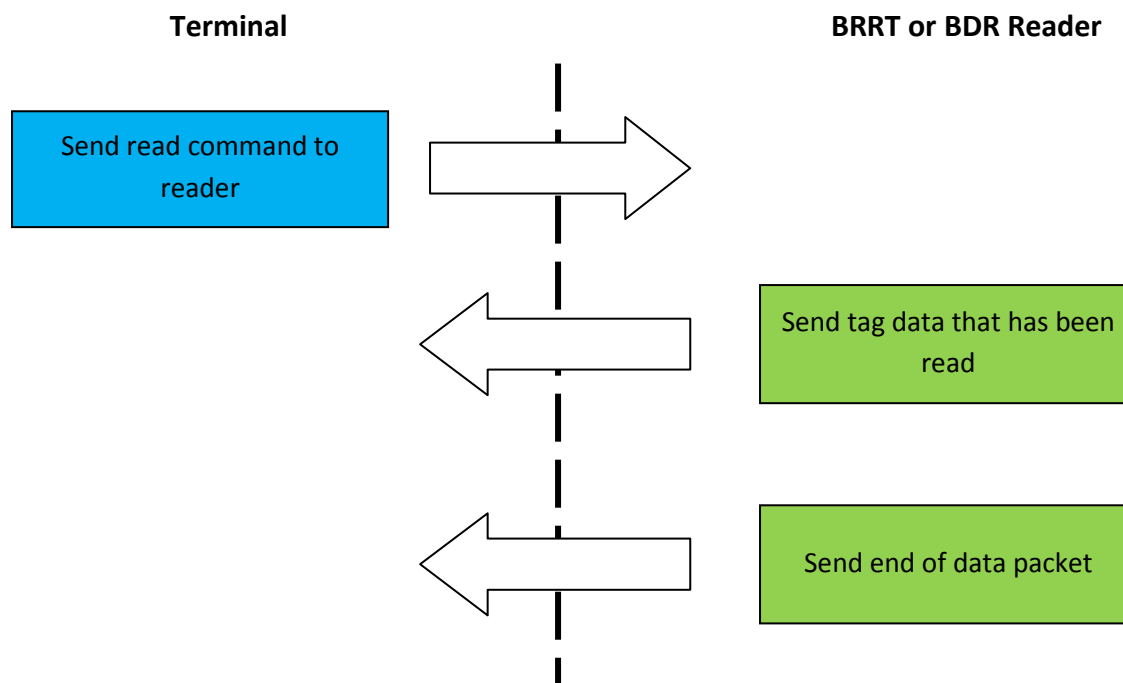 Terminal
BRRT or BDR Reader
Send read command to
reader
Send tag data that has been
read
Send end of data packet